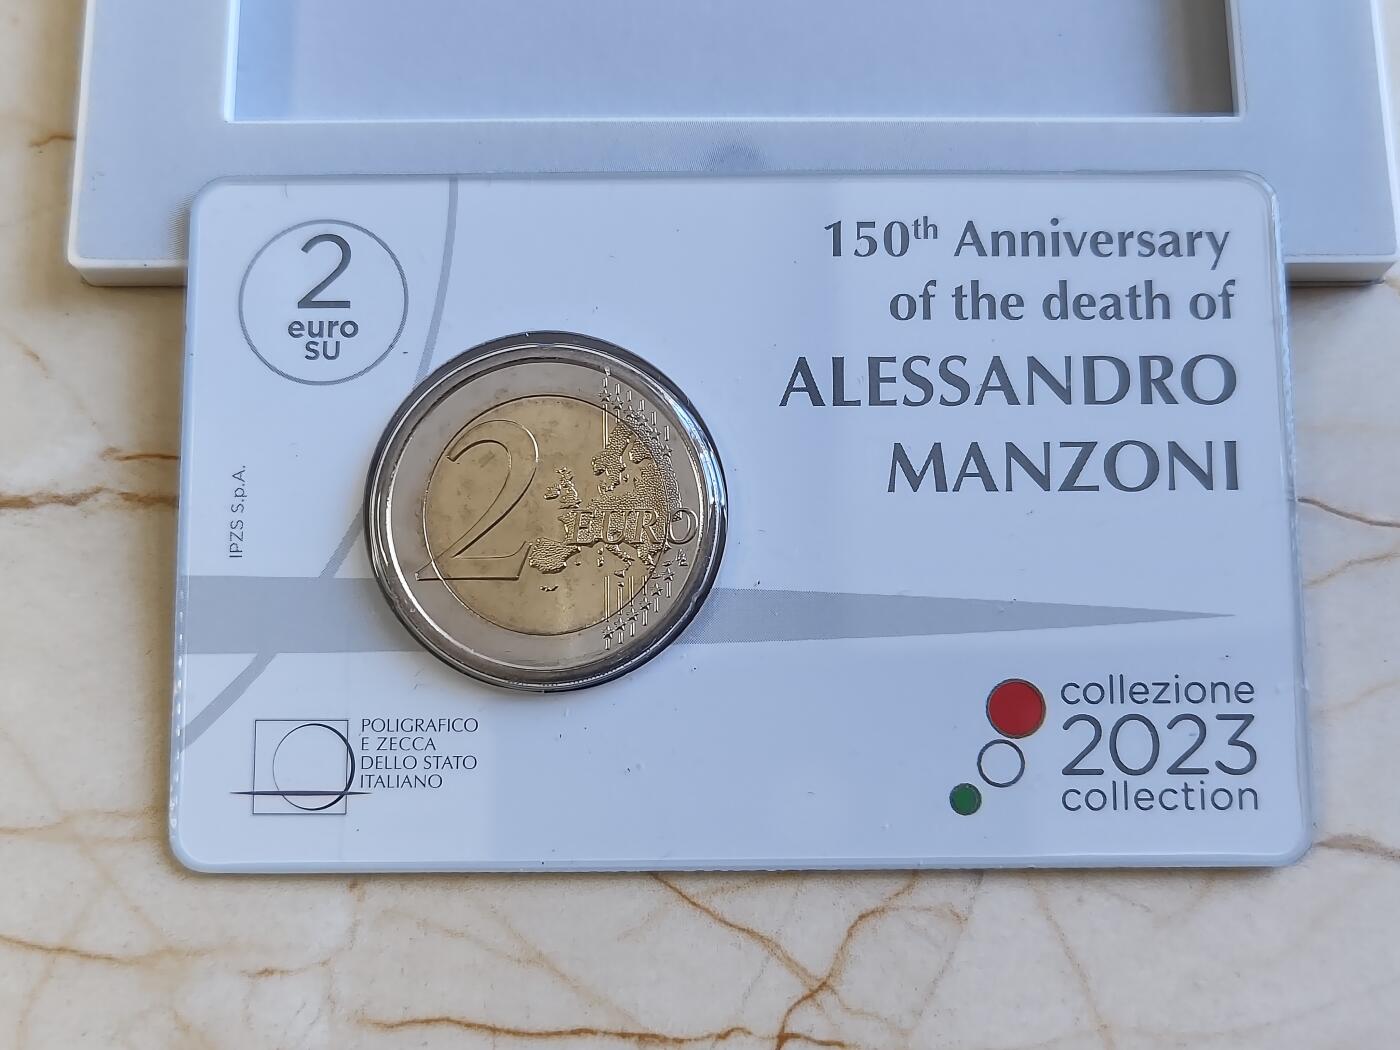 2
euro
SU
150th Anniversary
of the death of
ALESSANDRO
MANZONI
2 EURO
IPZS S.p.A.
POLIGRAFICO
E ZECCA
DELLO STATO
ITALIANO
collezione
2023
collection